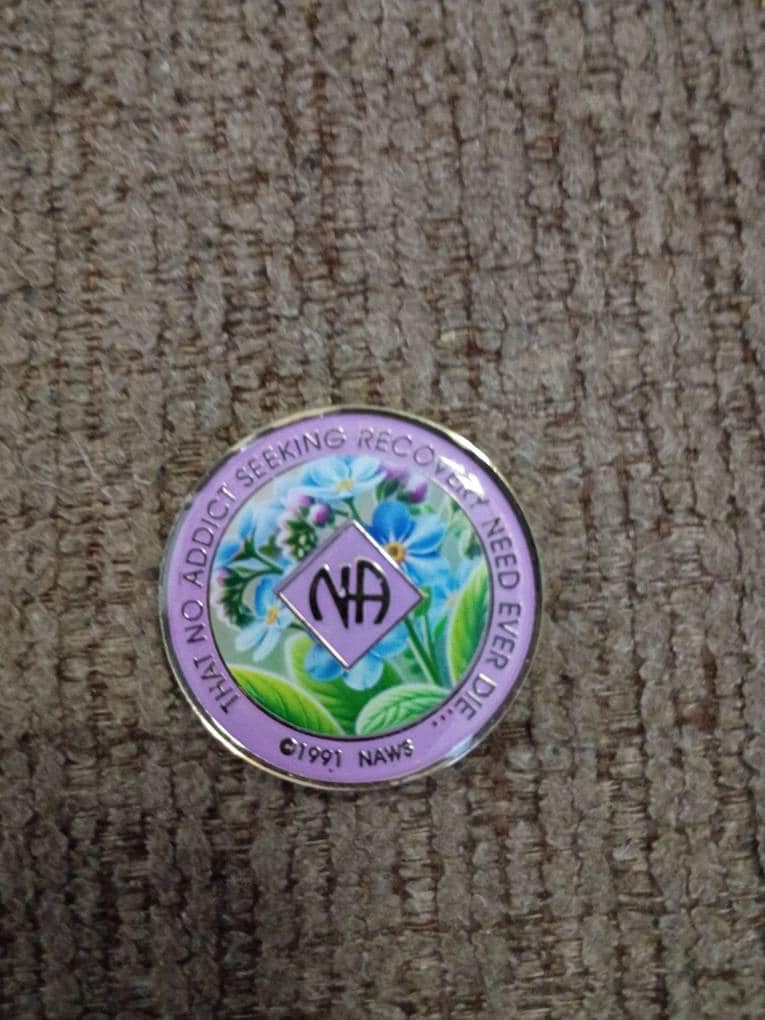 THAT NO ADDICT SEEKING RECOVERY NEED EVER DIE...
NA
©1991 NAWS